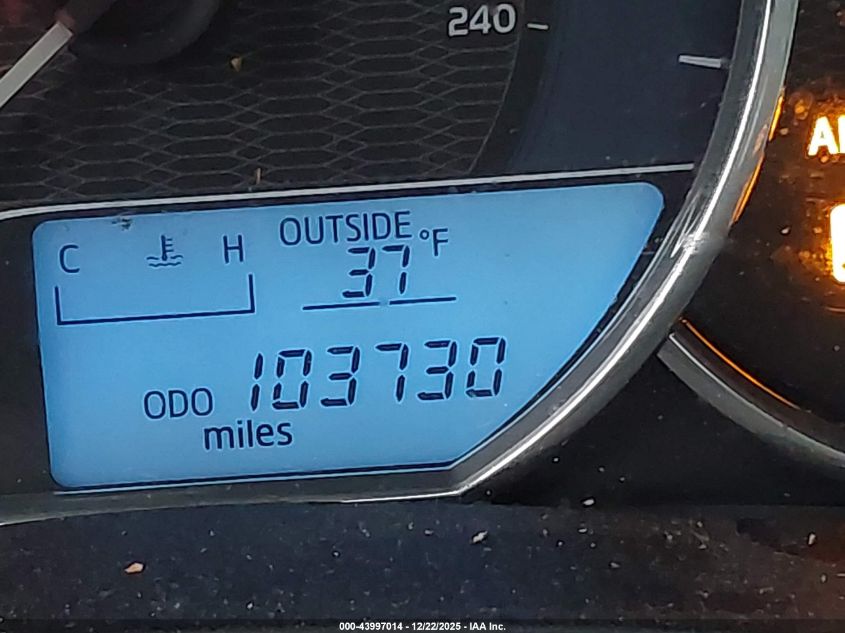 240
OUTSIDE
C H °F
37
ODO 103730
miles
000-43997014 - 12/22/2025 - IAA Inc.